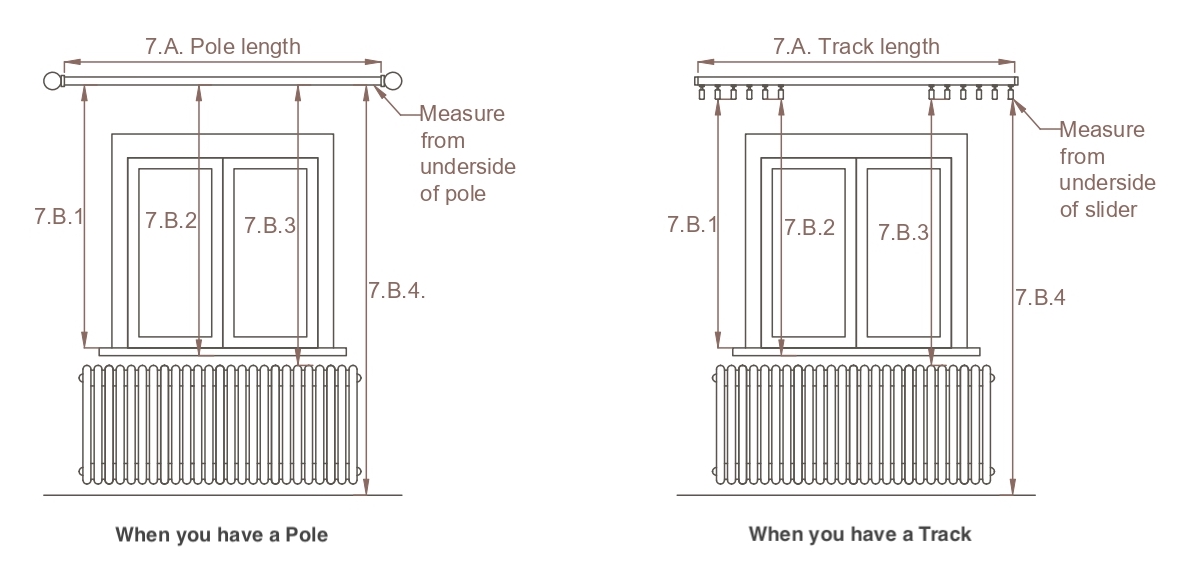 7.A. Pole length
Measure
from
underside
of pole
7.B.1
7.B.2
7.B.3
7.B.4.
When you have a Pole
7.A. Track length
Measure
from
underside
of slider
7.B.1
7.B.2
7.B.3
7.B.4
When you have a Track